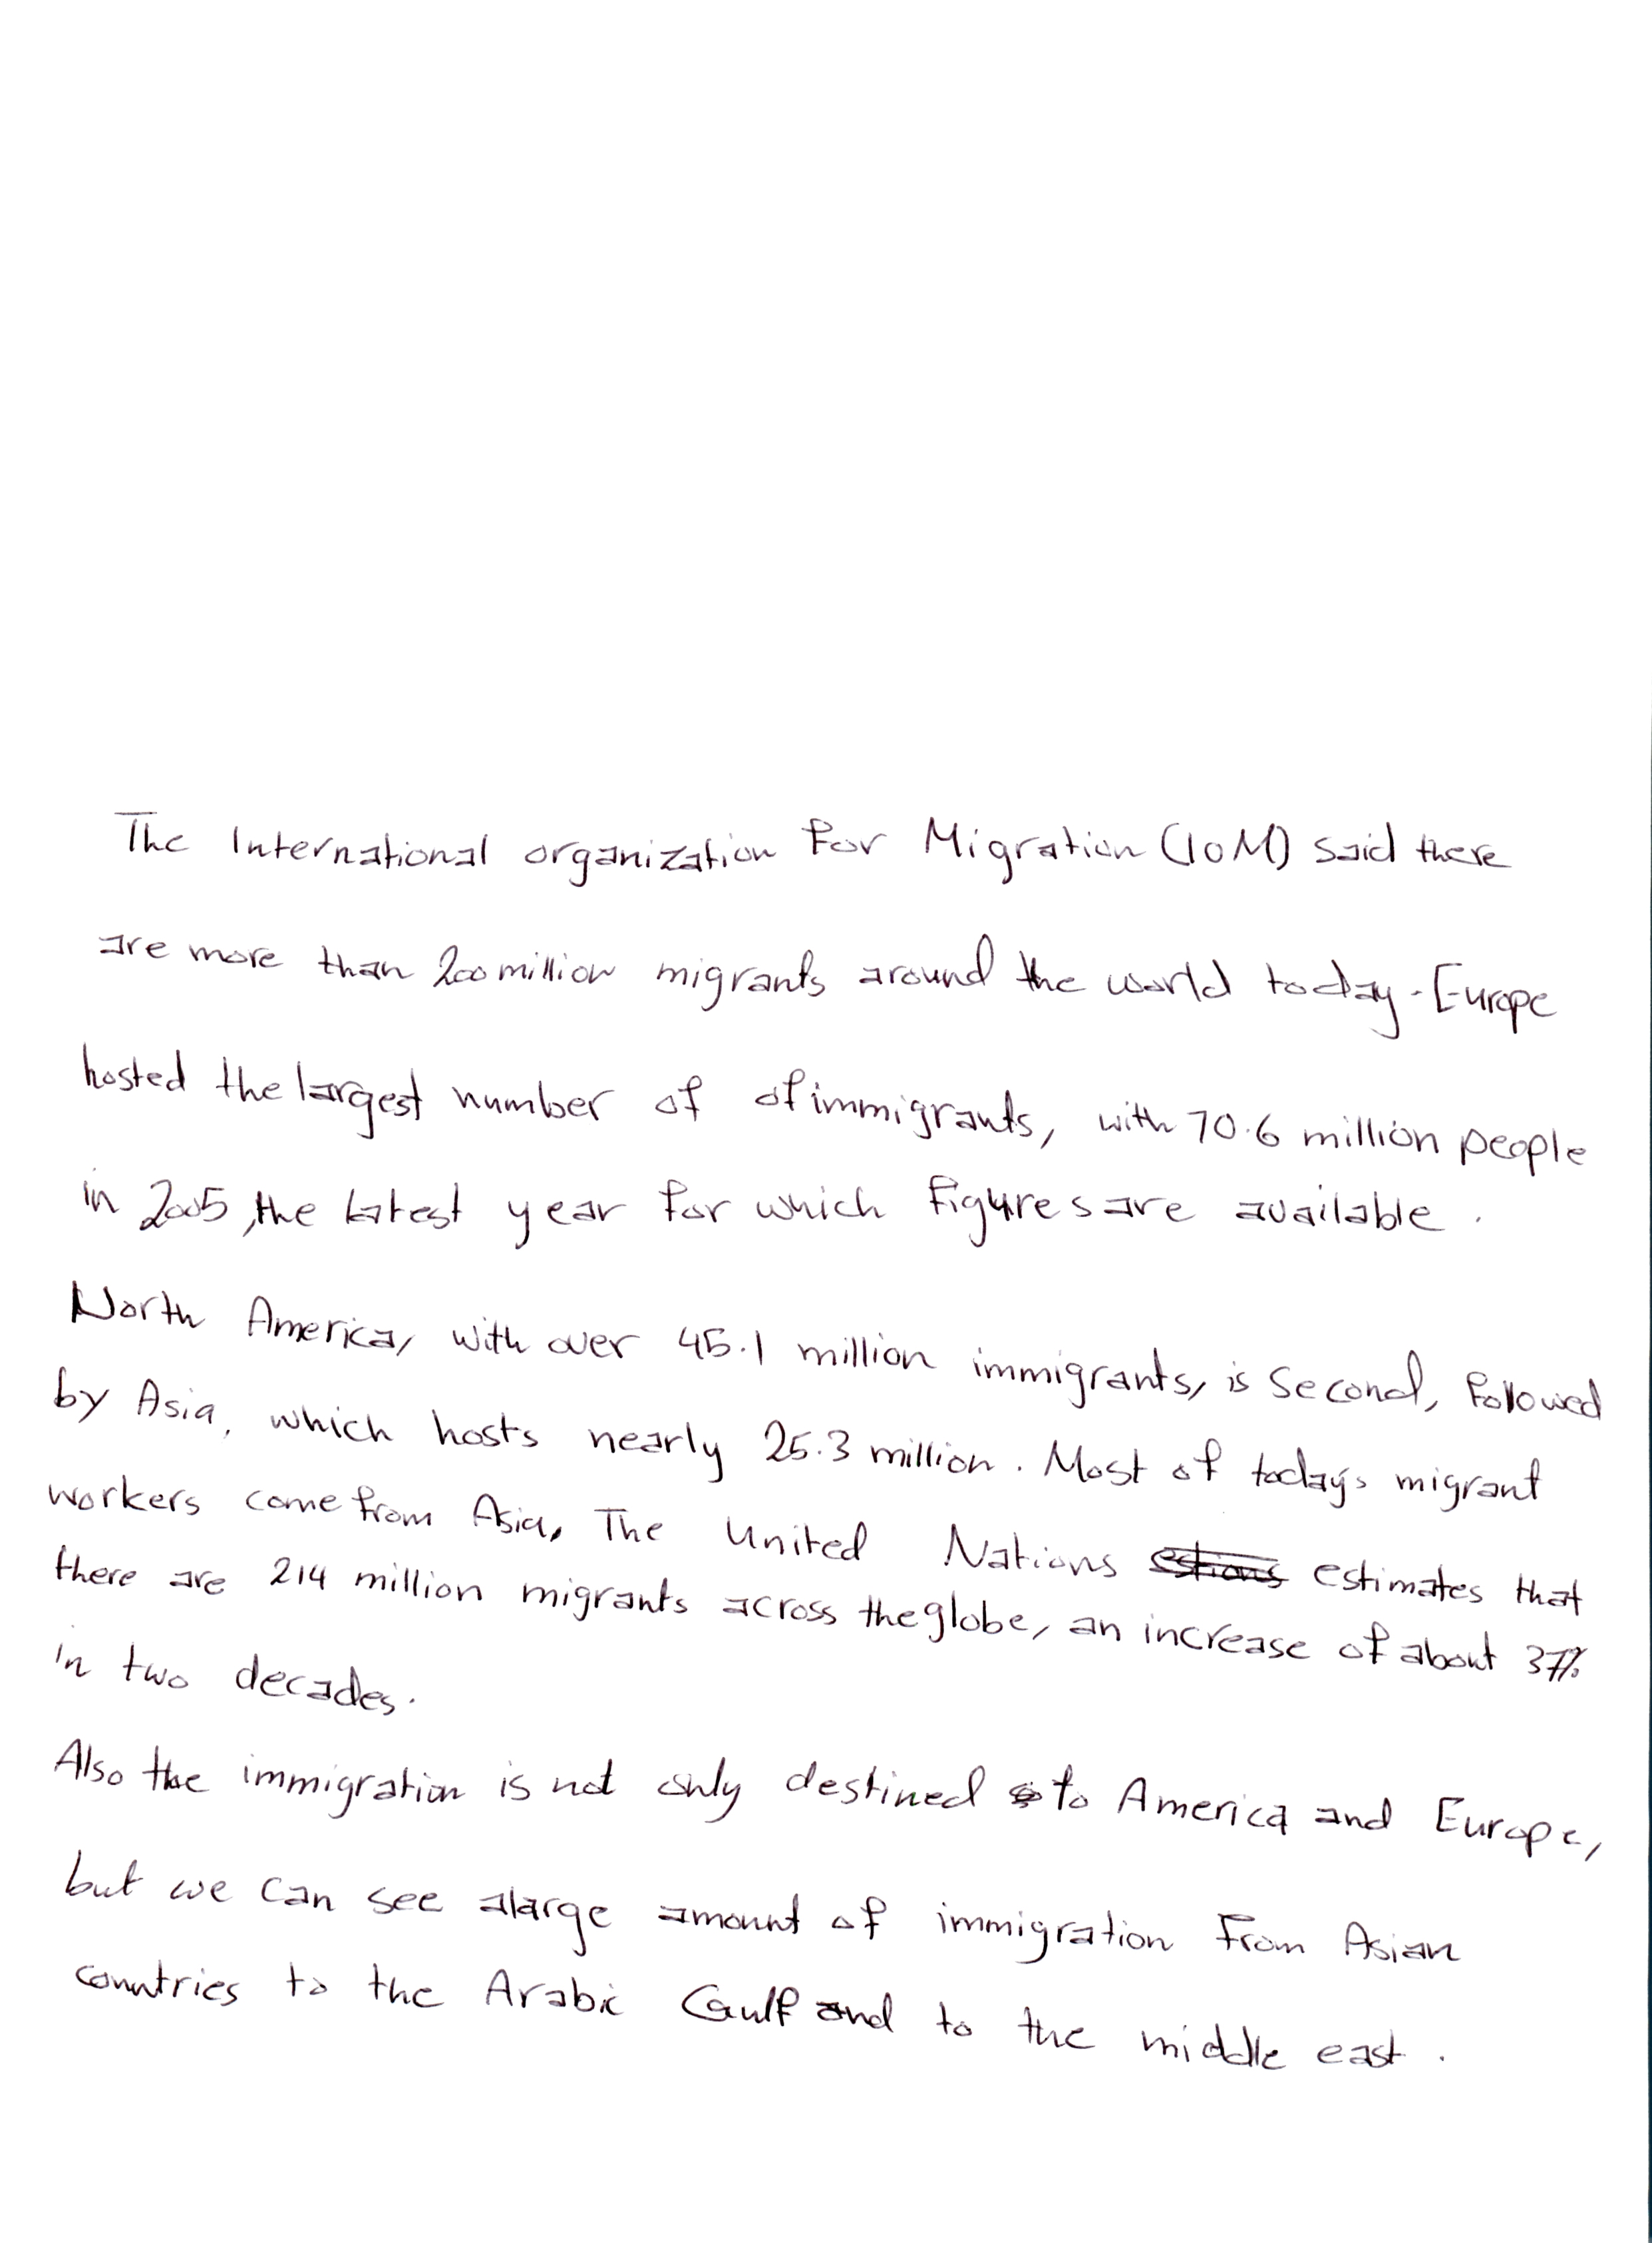 The International organization For Migration (IOM) said there
are more than 200 million migrants around the world today. Europe
hosted the largest number of of immigrants, with 70.6 million people
in 2005, the latest year for which figures are available.
North America, with over 45.1 million immigrants, is Second, followed
by Asia, which hosts nearly 25.3 million. Most of today's migrant
workers come from Asia. The United Nations estimates that
there are 214 million migrants across the globe, an increase of about 37%
in two decades.
Also the immigration is not only destined to America and Europe,
but we can see a large amount of immigration From Asian
countries to the Arabic Gulf and to the middle east.